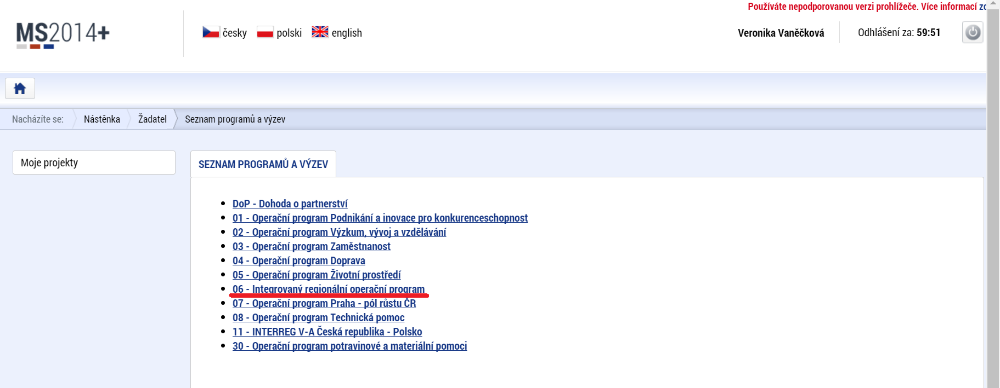 Používáte nepodporovanou verzi prohlížeče. Více informací
MS2014+
česky polski english
Veronika Vaněčková
Odhlášení za: 59:51
Nacházíte se: Nástěnka Žadatel Seznam programů a výzev
Moje projekty
SEZNAM PROGRAMŮ A VÝZEV
DoP - Dohoda o partnerství
01 - Operační program Podnikání a inovace pro konkurenceschopnost
02 - Operační program Výzkum, vývoj a vzdělávání
03 - Operační program Zaměstnanost
04 - Operační program Doprava
05 - Operační program Životní prostředí
06 - Integrovaný regionální operační program
07 - Operační program Praha - pól růstu ČR
08 - Operační program Technická pomoc
11 - INTERREG V-A Česká republika - Polsko
30 - Operační program potravinové a materiální pomoci